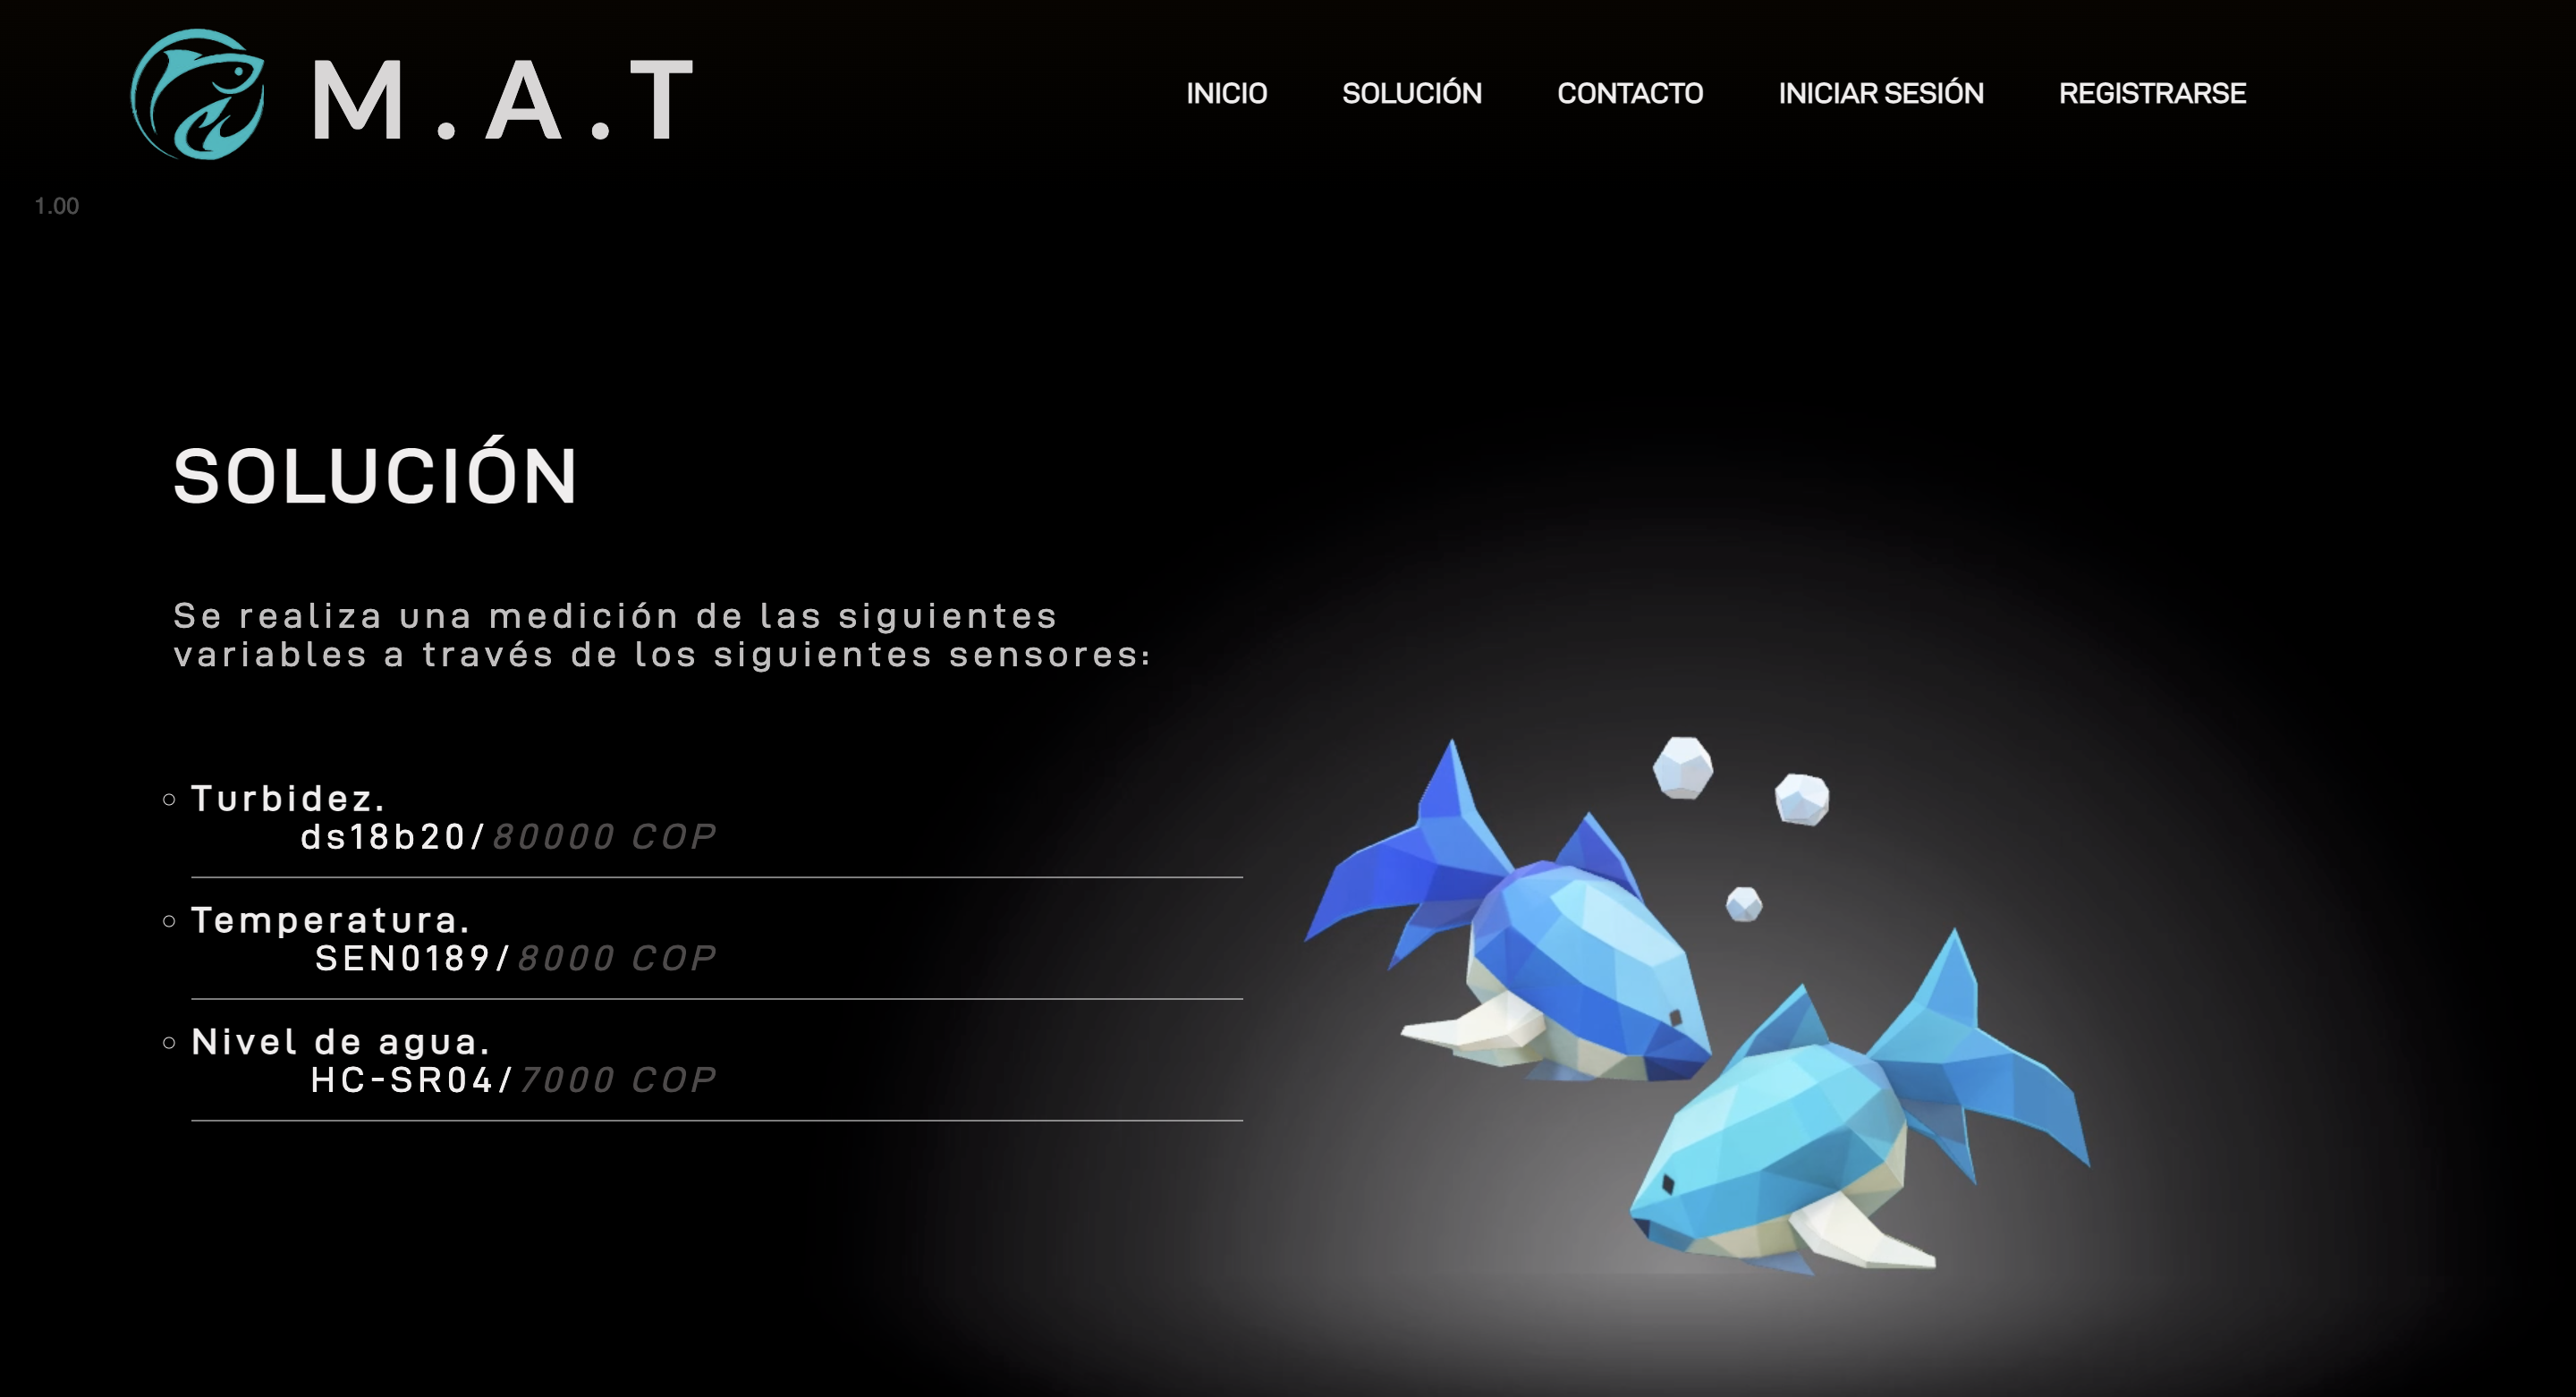 M.A.T
INICIO SOLUCIÓN CONTACTO INICIAR SESIÓN REGISTRARSE
1.00
SOLUCIÓN
Se realiza una medición de las siguientes
variables a través de los siguientes sensores:
Turbidez.
ds18b20/80000 COP
Temperatura.
SEN0189/8000 COP
Nivel de agua.
HC-SR04/7000 COP